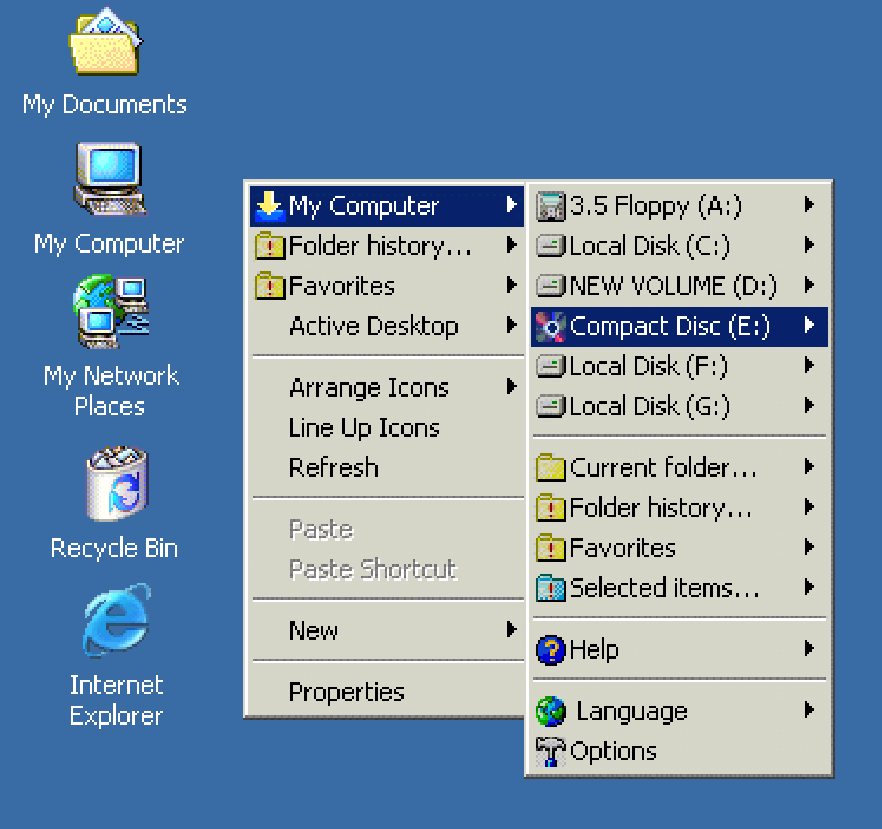 My Documents
My Computer
My Network
Places
Recycle Bin
Internet
Explorer
My Computer
Folder history...
Favorites
Active Desktop
Arrange Icons
Line Up Icons
Refresh
Paste
Paste Shortcut
New
Properties
3.5 Floppy (A:)
Local Disk (C:)
NEW VOLUME (D:)
Compact Disc (E:)
Local Disk (F:)
Local Disk (G:)
Current folder...
Folder history...
Favorites
Selected items...
Help
Language
Options